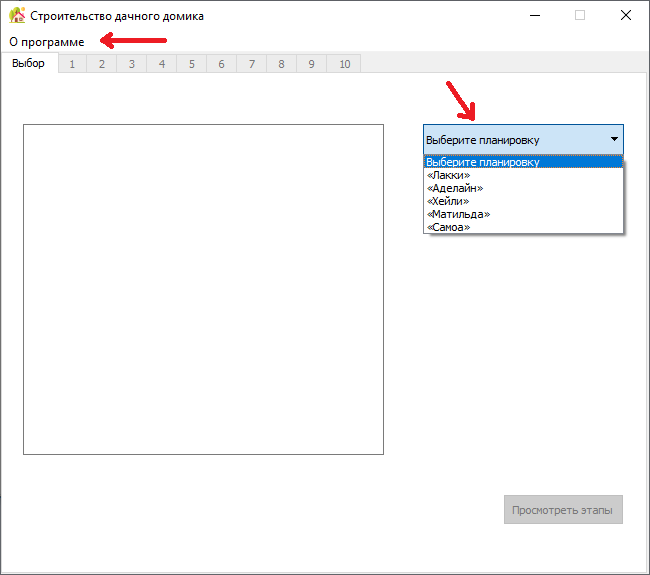 Строительство дачного домика
О программе
Выбор 1 2 3 4 5 6 7 8 9 10
Выберите планировку
Выберите планировку
«Лакки»
«Аделайн»
«Хейли»
«Матильда»
«Самоа»
Просмотреть этапы